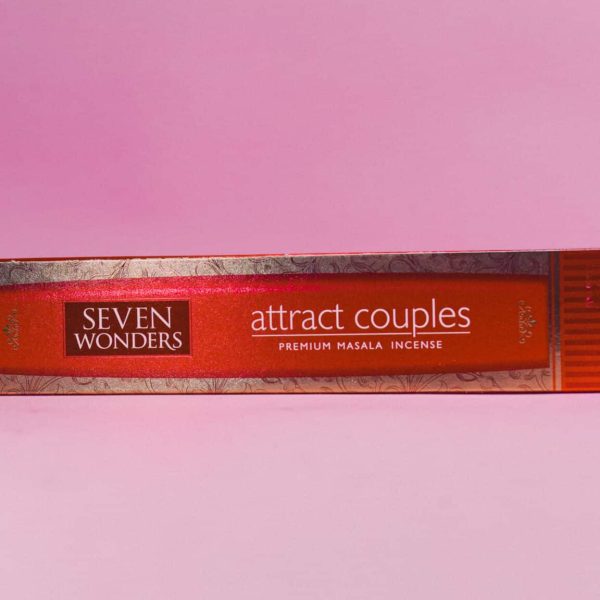 SEVEN
WONDERS
attract couples
PREMIUM MASALA INCENSE